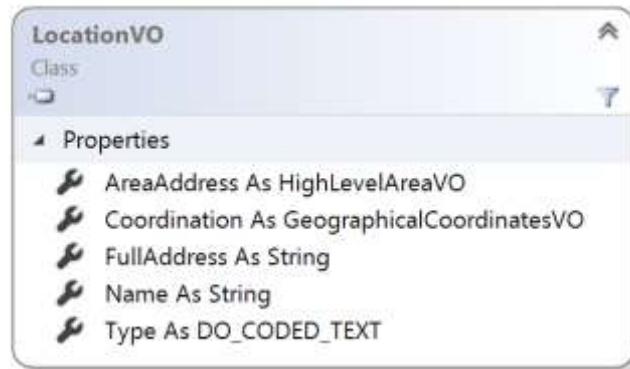 LocationVO
Class
Properties
AreaAddress As HighLevelAreaVO
Coordination As GeographicalCoordinatesVO
FullAddress As String
Name As String
Type As DO_CODED_TEXT